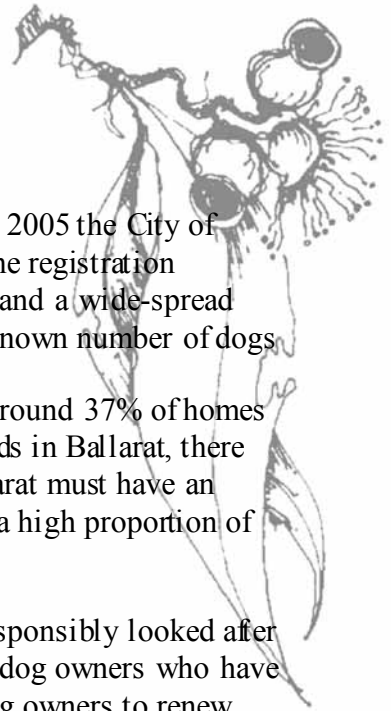 2005 the City of
registration
and a wide-spread
nown number of dogs
round 37% of homes
ds in Ballarat, there
arat must have an
a high proportion of
sponsibly looked after
dog owners who have
g owners to renew